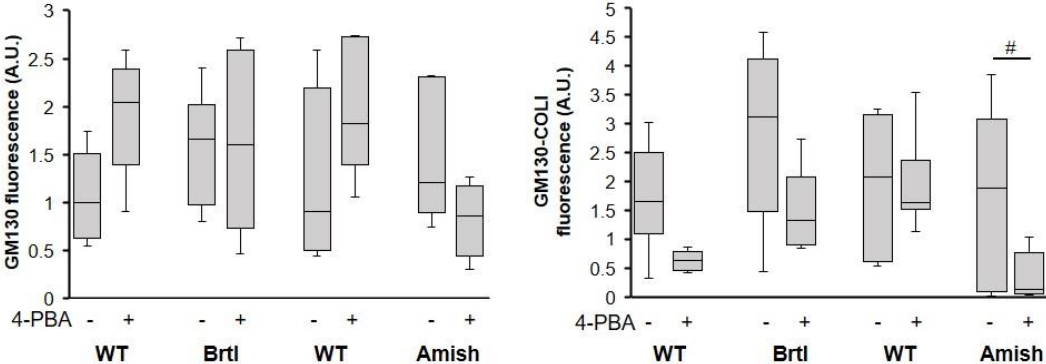 GM130 fluorescence (A.U.)
3
2.5
2
1.5
1
0.5
0
4-PBA - + - + - + - +
WT Brtl WT Amish
GM130-COLI
fluorescence (A.U.)
5
4.5
4
3.5
3
2.5
2
1.5
1
0.5
0
#
4-PBA - + - + - + - +
WT Brtl WT Amish